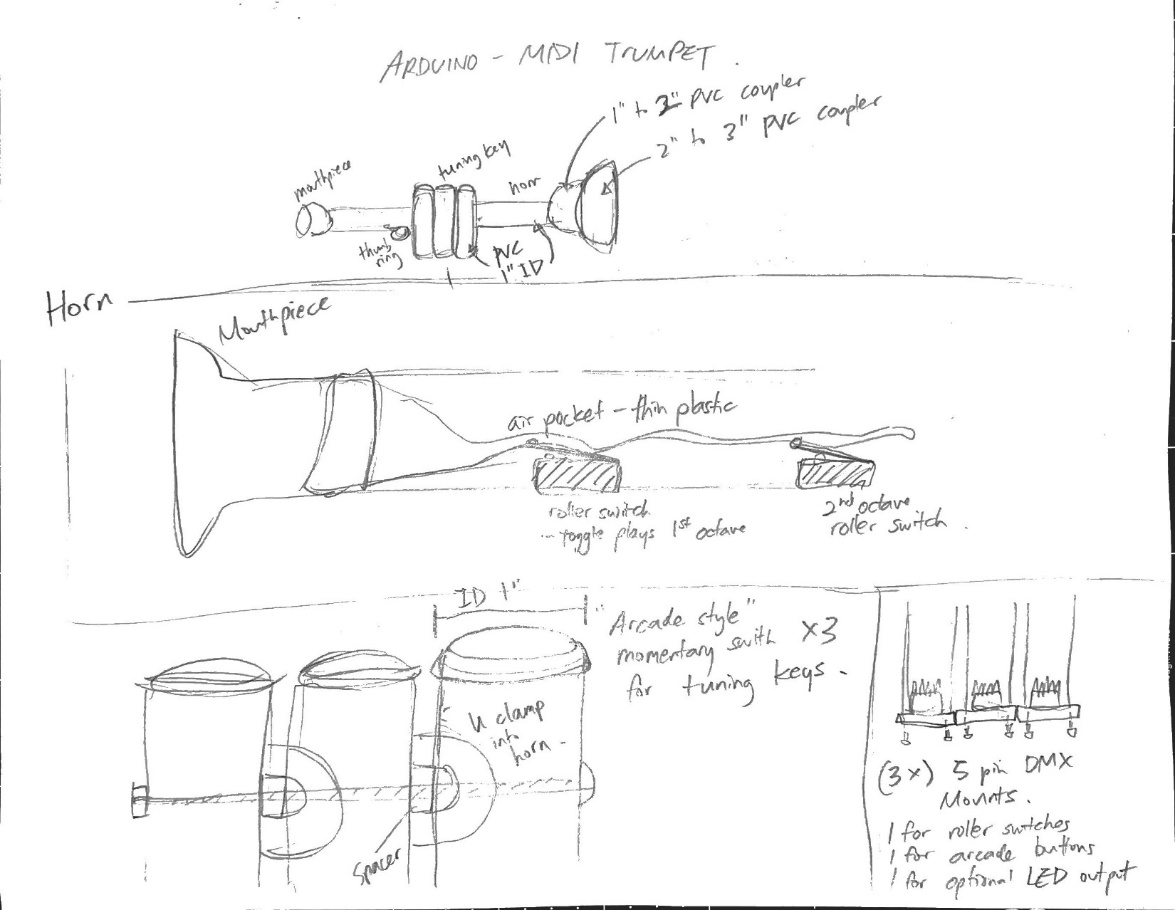 ARDUINO - MIDI TRUMPET.
1" to 2" PVC coupler
2" to 3" PVC coupler
tuning key
mouthpiece
horn
thumb
ring
PVC
1" ID
Horn
Mouthpiece
air pocket - thin plastic
roller switch
- toggle plays 1st octave
2nd octave
roller switch.
ID 1"
"Arcade style"
momentary swith x3
for tuning keys.
U clamp
into
horn -
spacer
(3x) 5 pin DMX
Mounts.
1 for roller switches
1 for arcade buttons
1 for optional LED output